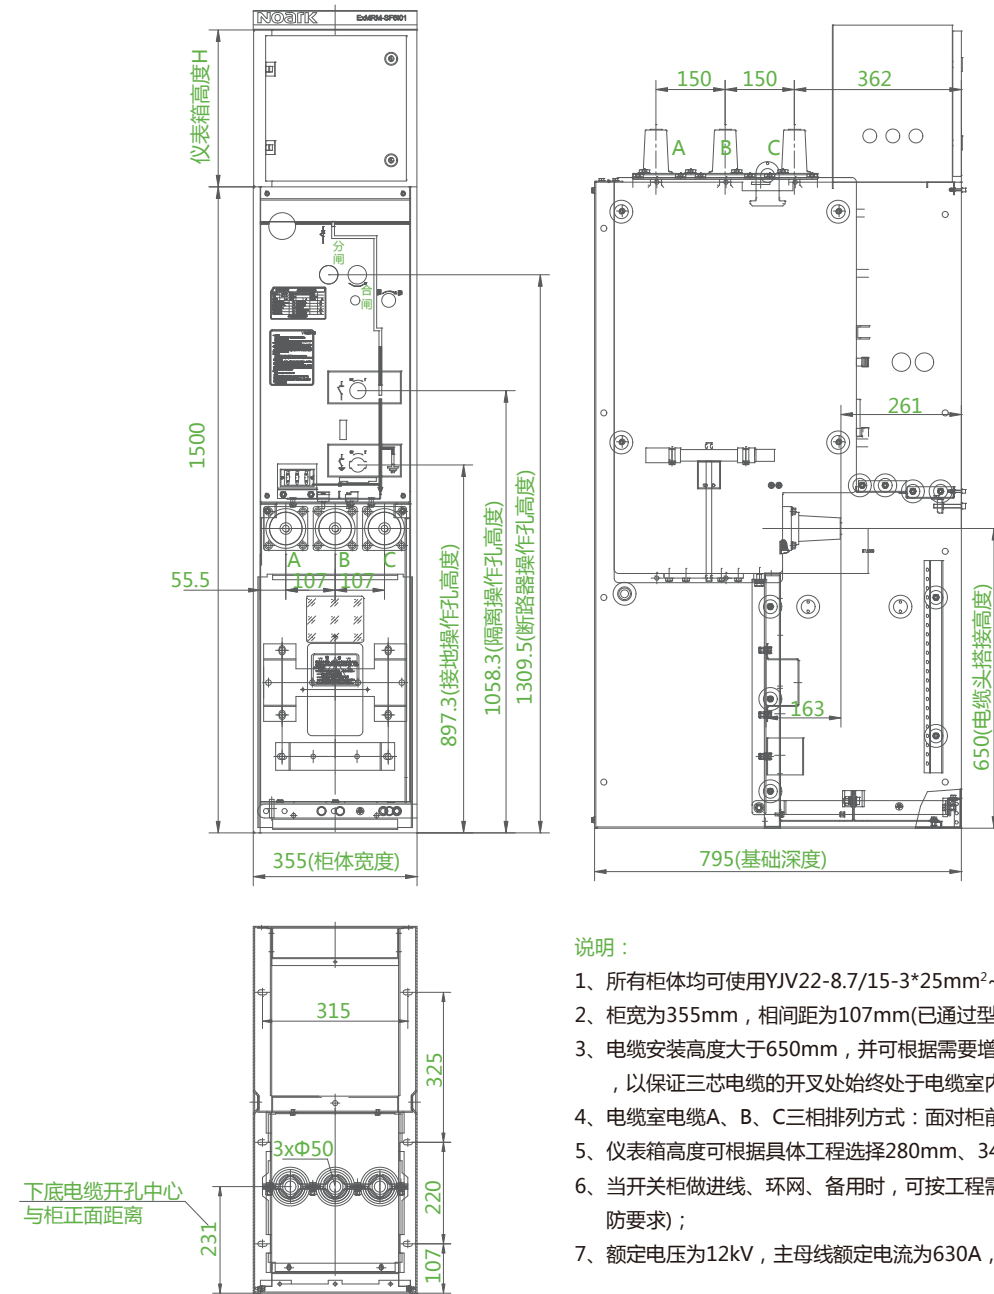 NOark ExMRM-SF6I01
仪表箱高度H
分
闸
合
闸
1500
A B C
107 107
55.5
897.3(接地操作孔高度)
1058.3(隔离操作孔高度)
1309.5(断路器操作孔高度)
355(柜体宽度)
150 150 362
A B C
261
163
650(电缆头搭接高度)
795(基础深度)
315
325
3xΦ50
220
107
231
下底电缆开孔中心
与柜正面距离
说明：
1、所有柜体均可使用YJV22-8.7/15-3*25mm²~
2、柜宽为355mm，相间距为107mm(已通过型
3、电缆安装高度大于650mm，并可根据需要增
，以保证三芯电缆的开叉处始终处于电缆室内
4、电缆室电缆A、B、C三相排列方式：面对柜前
5、仪表箱高度可根据具体工程选择280mm、34
6、当开关柜做进线、环网、备用时，可按工程需
防要求)；
7、额定电压为12kV，主母线额定电流为630A，